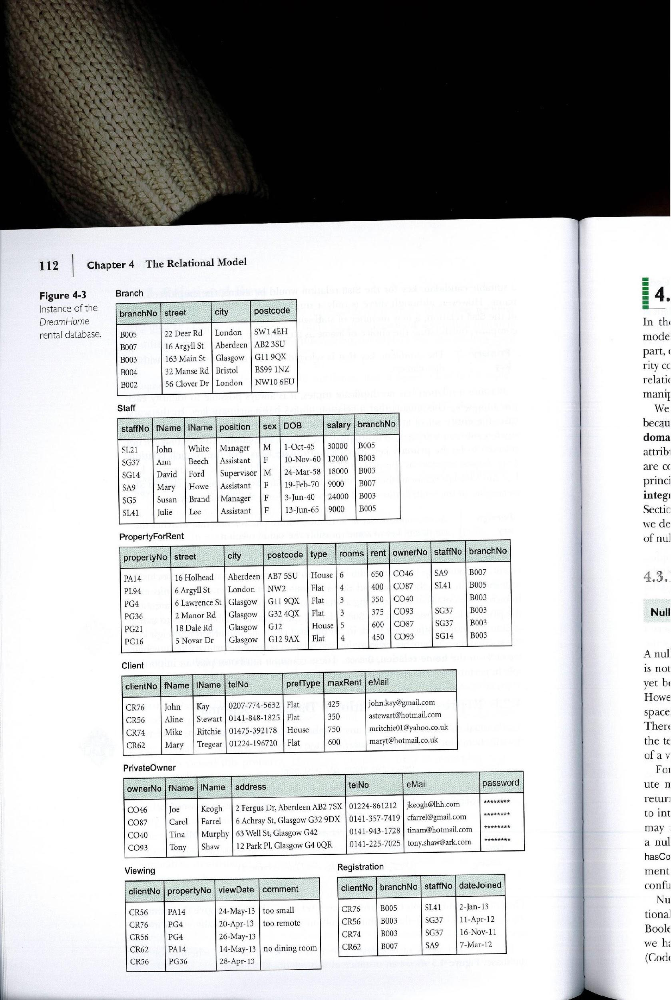 112 Chapter 4 The Relational Model
Figure 4-3
Instance of the
DreamHome
rental database.
Branch
branchNo street city postcode
B005 22 Deer Rd London SW1 4EH
B007 16 Argyll St Aberdeen AB2 3SU
B003 163 Main St Glasgow G11 9QX
B004 32 Manse Rd Bristol BS99 1NZ
B002 56 Clover Dr London NW10 6EU
Staff
staffNo fName lName position sex DOB salary branchNo
SL21 John White Manager M 1-Oct-45 30000 B005
SG37 Ann Beech Assistant F 10-Nov-60 12000 B003
SG14 David Ford Supervisor M 24-Mar-58 18000 B003
SA9 Mary Howe Assistant F 19-Feb-70 9000 B007
SG5 Susan Brand Manager F 3-Jun-40 24000 B003
SL41 Julie Lee Assistant F 13-Jun-65 9000 B005
PropertyForRent
propertyNo street city postcode type rooms rent ownerNo staffNo branchNo
PA14 16 Holhead Aberdeen AB7 5SU House 6 650 CO46 SA9 B007
PL94 6 Argyll St London NW2 Flat 4 400 CO87 SL41 B005
PG4 6 Lawrence St Glasgow G11 9QX Flat 3 350 CO40 B003
PG36 2 Manor Rd Glasgow G32 4QX Flat 3 375 CO93 SG37 B003
PG21 18 Dale Rd Glasgow G12 House 5 600 CO87 SG37 B003
PG16 5 Novar Dr Glasgow G12 9AX Flat 4 450 CO93 SG14 B003
Client
clientNo fName lName telNo prefType maxRent eMail
CR76 John Kay 0207-774-5632 Flat 425 john.kay@gmail.com
CR56 Aline Stewart 0141-848-1825 Flat 350 astewart@hotmail.com
CR74 Mike Ritchie 01475-392178 House 750 mritchie01@yahoo.co.uk
CR62 Mary Tregear 01224-196720 Flat 600 maryt@hotmail.co.uk
PrivateOwner
ownerNo fName lName address telNo eMail password
CO46 Joe Keogh 2 Fergus Dr, Aberdeen AB2 7SX 01224-861212 jkeogh@lhh.com ********
CO87 Carol Farrel 6 Achray St, Glasgow G32 9DX 0141-357-7419 cfarrel@gmail.com ********
CO40 Tina Murphy 63 Well St, Glasgow G42 0141-943-1728 tinam@hotmail.com ********
CO93 Tony Shaw 12 Park Pl, Glasgow G4 0QR 0141-225-7025 tony.shaw@ark.com ********
Viewing
clientNo propertyNo viewDate comment
CR56 PA14 24-May-13 too small
CR76 PG4 20-Apr-13 too remote
CR56 PG4 26-May-13
CR62 PA14 14-May-13 no dining room
CR56 PG36 28-Apr-13
Registration
clientNo branchNo staffNo dateJoined
CR76 B005 SL41 2-Jan-13
CR56 B003 SG37 11-Apr-12
CR74 B003 SG37 16-Nov-11
CR62 B007 SA9 7-Mar-12
4.
In the
mode
part,
rity co
relatio
manip
We
becau
doma
attrib
are co
princi
integr
Sectio
we de
of nul
4.3.
Null
A nul
is not
yet be
Howe
space
There
the te
of a v
For
ute
return
to int
may
a nul
hasCo
ment
confu
Nu
tional
Boole
we ha
(Code